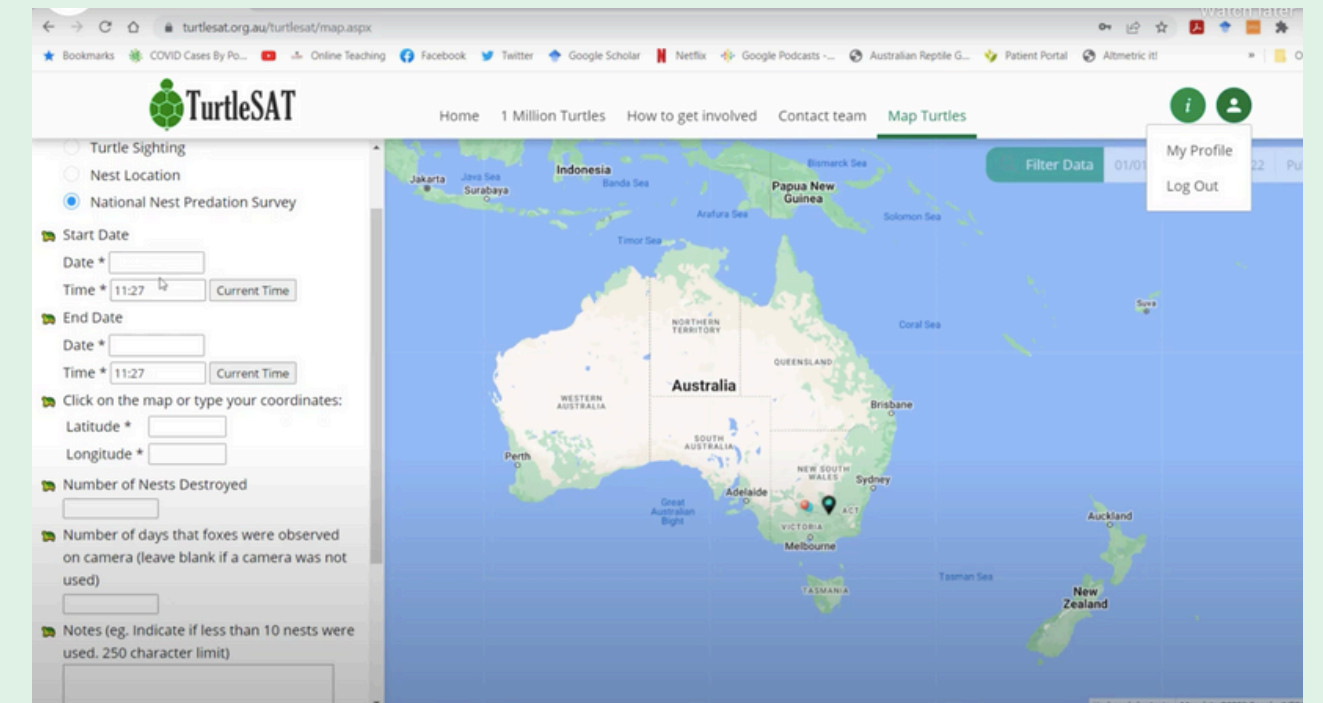 Watch later
turtlesat.org.au/turtlesat/map.aspx
Bookmarks COVID Cases By Po... Online Teaching Facebook Twitter Google Scholar Netflix Google Podcasts -... Australian Reptile G... Patient Portal Altmetric it! »
TurtleSAT
Home 1 Million Turtles How to get involved Contact team Map Turtles
i
My Profile
Log Out
Filter Data 01/01 22 Pu
Turtle Sighting
Nest Location
National Nest Predation Survey
Start Date
Date *
Time * 11:27 Current Time
End Date
Date *
Time * 11:27 Current Time
Click on the map or type your coordinates:
Latitude *
Longitude *
Number of Nests Destroyed
Number of days that foxes were observed
on camera (leave blank if a camera was not
used)
Notes (eg. Indicate if less than 10 nests were
used. 250 character limit)
Bismarck Sea
Indonesia
Jakarta
Java Sea
Surabaya
Banda Sea
Papua New
Guinea
Arafura Sea
Solomon Sea
Timor Sea
Suva
NORTHERN
TERRITORY
Coral Sea
QUEENSLAND
Australia
WESTERN
AUSTRALIA
Brisbane
SOUTH
AUSTRALIA
Perth
NEW SOUTH
WALES
Sydney
Adelaide
Great
Australian
Bight
ACT
VICTORIA
Melbourne
Auckland
Tasman Sea
TASMANIA
New
Zealand